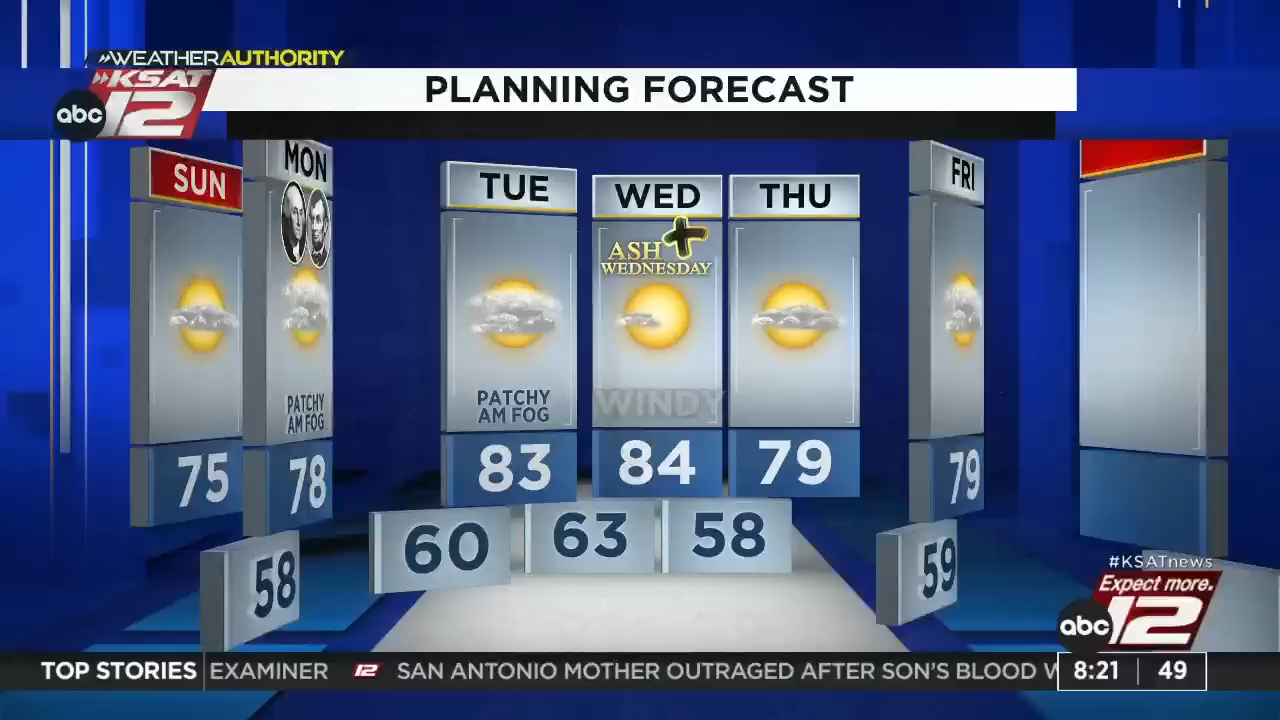 WEATHERAUTHORITY
KSAT
abc 12
PLANNING FORECAST
SUN
MON
TUE
WED
THU
FRI
ASH
WEDNESDAY
PATCHY
AM FOG
PATCHY
AM FOG
WINDY
75
78
83
84
79
79
58
60
63
58
59
#KSATnews
Expect more.
abc 12
TOP STORIES
EXAMINER
12
SAN ANTONIO MOTHER OUTRAGED AFTER SON'S BLOOD
8:21
49